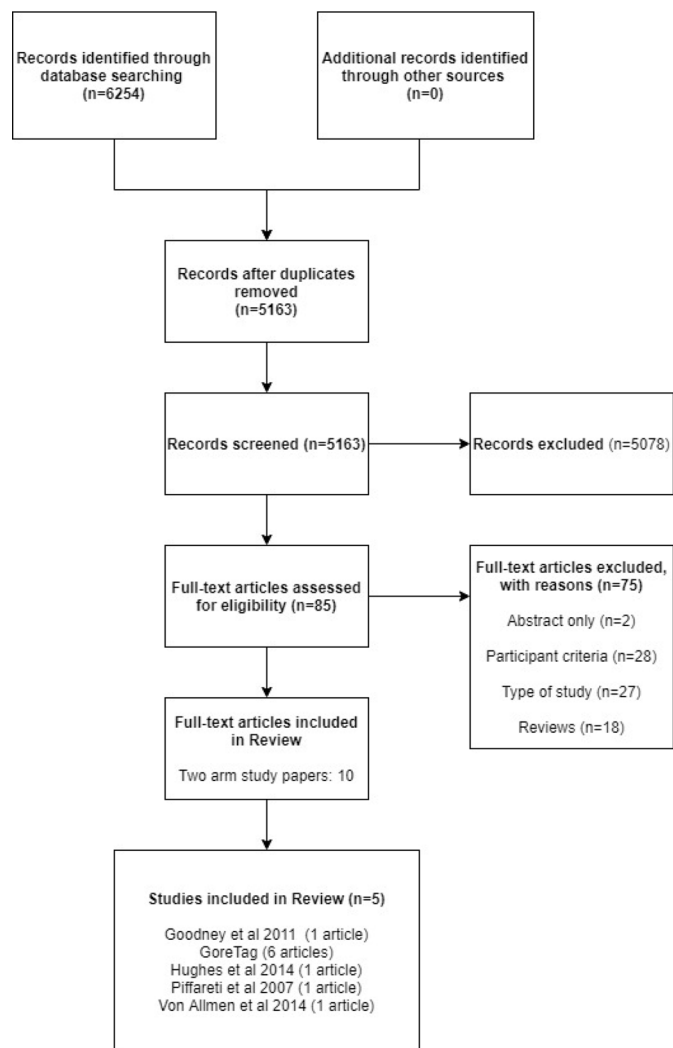 Records identified through
database searching
(n=6254)
Additional records identified
through other sources
(n=0)
Records after duplicates
removed
(n=5163)
Records screened (n=5163)
Records excluded (n=5078)
Full-text articles assessed
for eligibility (n=85)
Full-text articles excluded,
with reasons (n=75)
Abstract only (n=2)
Participant criteria (n=28)
Type of study (n=27)
Reviews (n=18)
Full-text articles included
in Review
Two arm study papers: 10
Studies included in Review (n=5)
Goodney et al 2011 (1 article)
GoreTag (6 articles)
Hughes et al 2014 (1 article)
Piffareti et al 2007 (1 article)
Von Allmen et al 2014 (1 article)